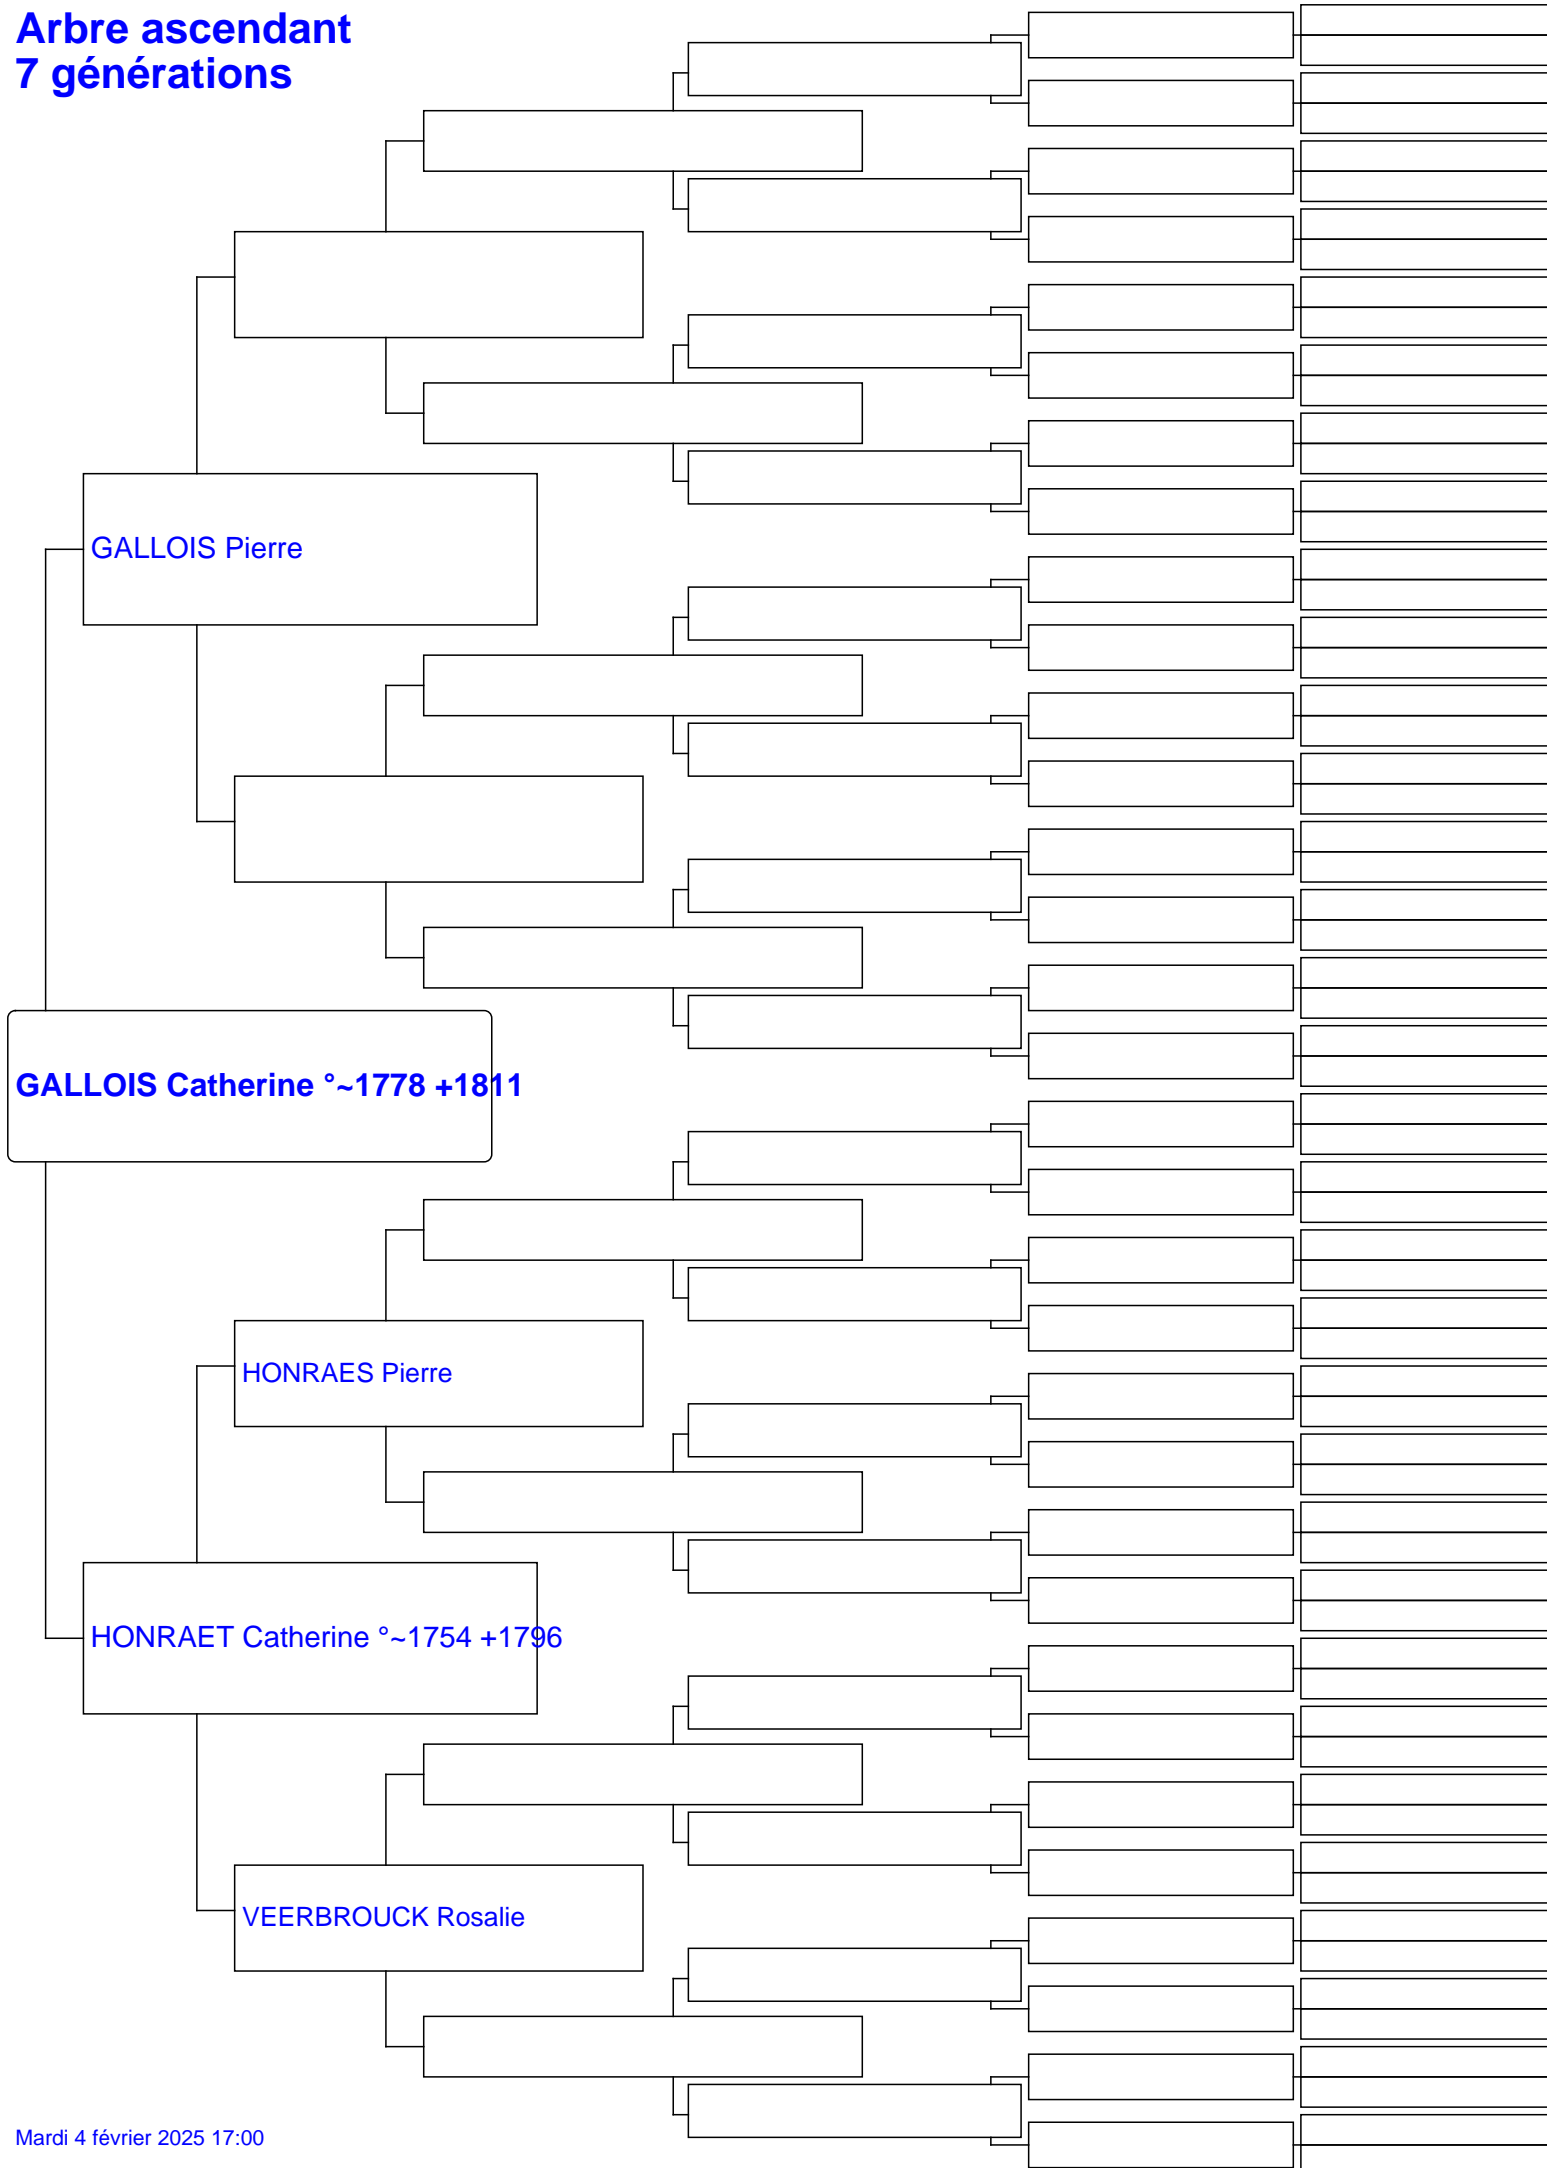 Arbre ascendant
7 générations
GALLOIS Pierre
GALLOIS Catherine °~1778 +1811
HONRAES Pierre
HONRAET Catherine °~1754 +1796
VEERBROUCK Rosalie
Mardi 4 février 2025 17:00